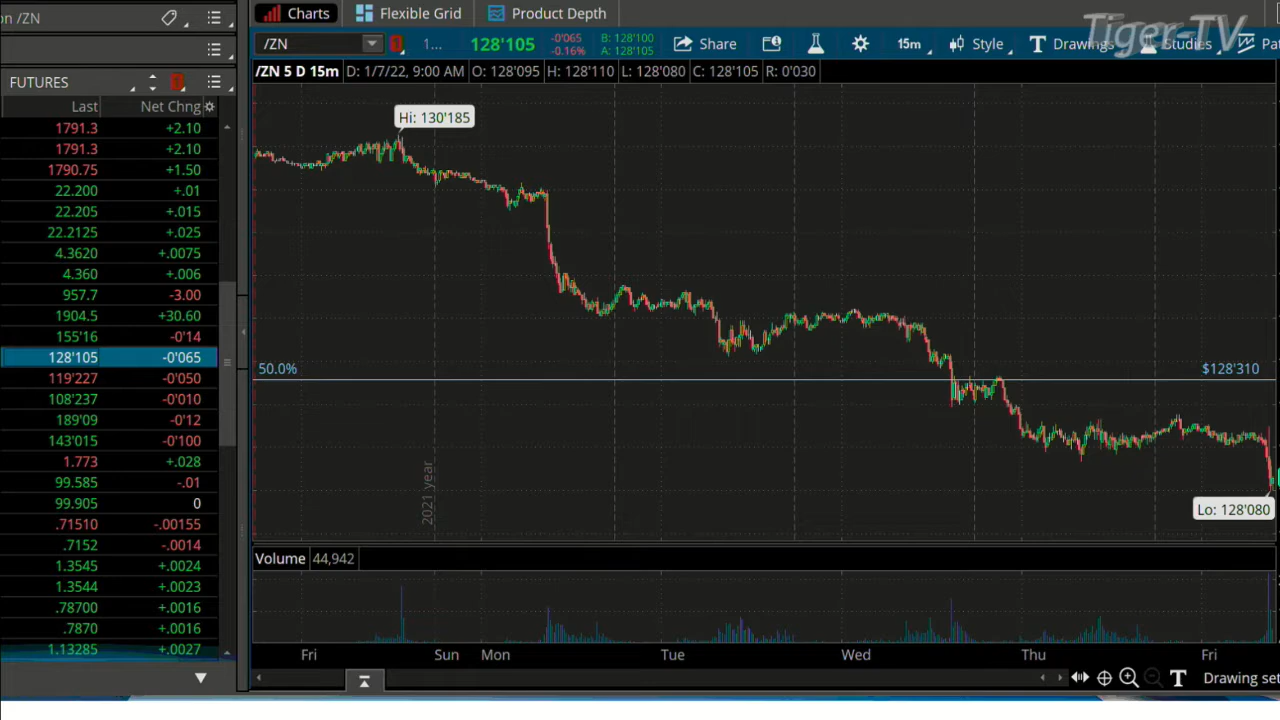 on /ZN
FUTURES
Last Net Chng
1791.3 +2.10
1791.3 +2.10
1790.75 +1.50
22.200 +.01
22.205 +.015
22.2125 +.025
4.3620 +.0075
4.360 +.006
957.7 -3.00
1904.5 +30.60
155'16 -0'14
128'105 -0'065
119'227 -0'050
108'237 -0'010
189'09 -0'12
143'015 -0'100
1.773 +.028
99.585 -.01
99.905 0
.71510 -.00155
.7152 -.0014
1.3545 +.0024
1.3544 +.0023
.78700 +.0016
.7870 +.0016
1.13285 +.0027
Charts Flexible Grid Product Depth
Tiger-TV
/ZN 1... 128'105 -0'065 -0.16% B: 128'100 A: 128'105 Share 15m Style Drawings Studies Pat
/ZN 5 D 15m D: 1/7/22, 9:00 AM O: 128'095 H: 128'110 L: 128'080 C: 128'105 R: 0'030
Hi: 130'185
50.0% $128'310
2021 year
Lo: 128'080
Volume 44,942
Fri Sun Mon Tue Wed Thu Fri
T Drawing set